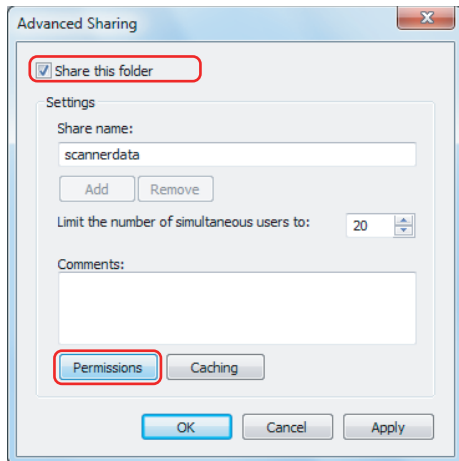 Advanced Sharing
Share this folder
Settings
Share name:
scannerdata
Add Remove
Limit the number of simultaneous users to: 20
Comments:
Permissions Caching
OK Cancel Apply